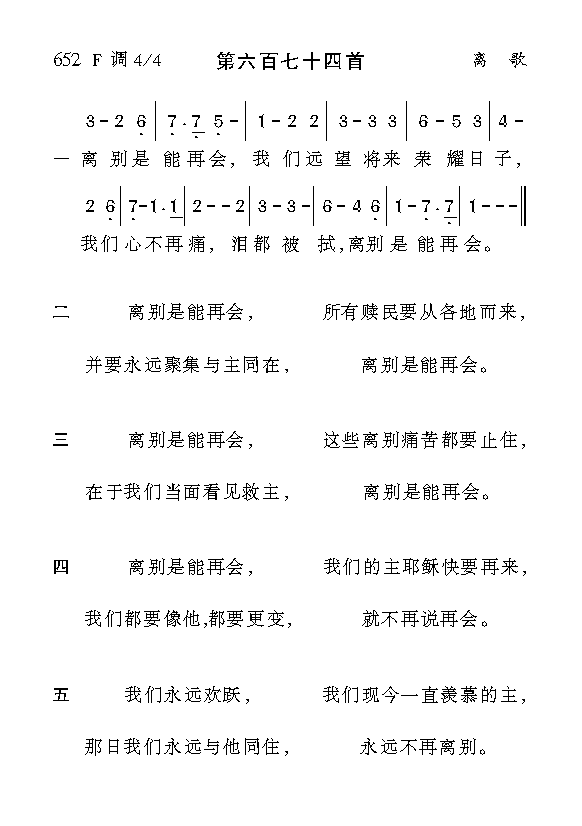 652 F 调 4/4 第六百七十四首 离 歌
3 - 2 6̣ | 7̣ . 7̣ 5̣ - | 1 - 2 2 | 3 - 3 3 | 6 - 5 3 | 4 -
一 离 别是 能再会, 我 们远 望 将来 荣 耀日 子,
2 6̣ | 7̣ - 1 . 1 | 2 - - 2 | 3 - 3 - | 6 - 4 6̣ | 1 - 7̣ . 7̣ | 1 - - - ‖
我们 心不再痛, 泪都 被 拭,离别 是 能再 会。
二 离别是能再会, 所有赎民要从各地而来,
并要永远聚集与主同在, 离别是能再会。
三 离别是能再会, 这些离别痛苦都要止住,
在于我们当面看见救主, 离别是能再会。
四 离别是能再会, 我们的主耶稣快要再来,
我们都要像他,都要更变, 就不再说再会。
五 我们永远欢跃, 我们现今一直羡慕的主,
那日我们永远与他同住, 永远不再离别。